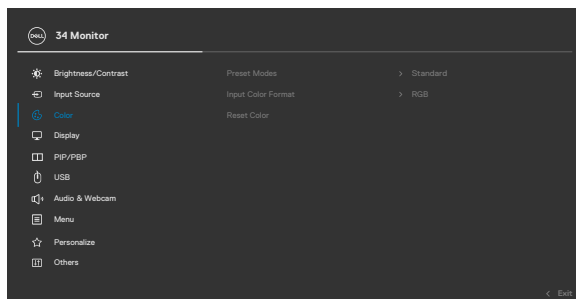 DELL 34 Monitor
Brightness/Contrast Preset Modes > Standard
Input Source Input Color Format > RGB
Color Reset Color
Display
PIP/PBP
USB
Audio & Webcam
Menu
Personalize
Others
< Exit